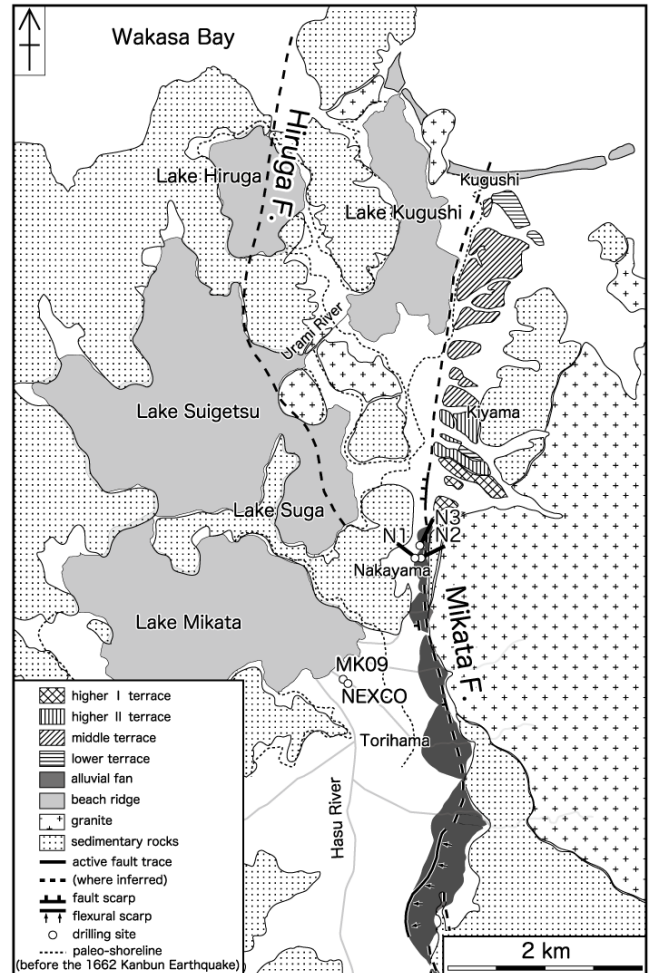 Wakasa Bay
Hiruga F.
Lake Hiruga
Kugushi
Lake Kugushi
Urami River
Lake Suigetsu
Kiyama
Lake Suga
N3
N1
N2
Nakayama
Mikata F.
Lake Mikata
MK09
NEXCO
Torihama
Hasu River
higher I terrace
higher II terrace
middle terrace
lower terrace
alluvial fan
beach ridge
granite
sedimentary rocks
active fault trace
(where inferred)
fault scarp
flexural scarp
drilling site
paleo-shoreline
(before the 1662 Kanbun Earthquake)
2 km